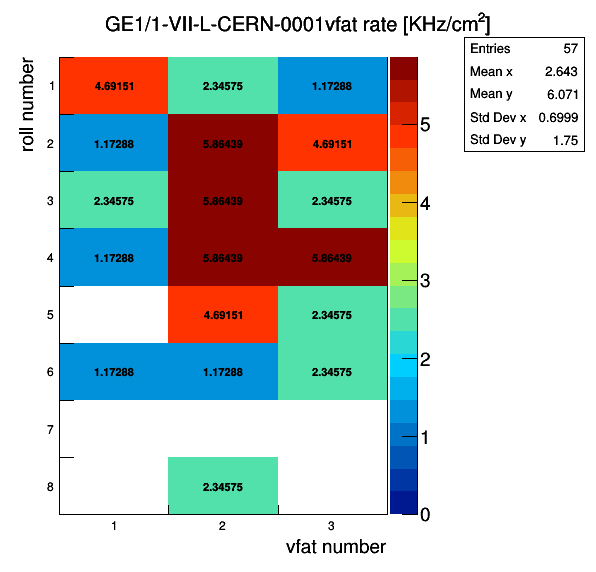 GE1/1-VII-L-CERN-0001vfat rate [KHz/cm²]
Entries 57
Mean x 2.643
Mean y 6.071
Std Dev x 0.6999
Std Dev y 1.75
roll number
1 4.69151 2.34575 1.17288
2 1.17288 5.86439 4.69151
3 2.34575 5.86439 2.34575
4 1.17288 5.86439 5.86439
5 4.69151 2.34575
6 1.17288 1.17288 2.34575
7
8 2.34575
1 2 3
vfat number
5
4
3
2
1
0